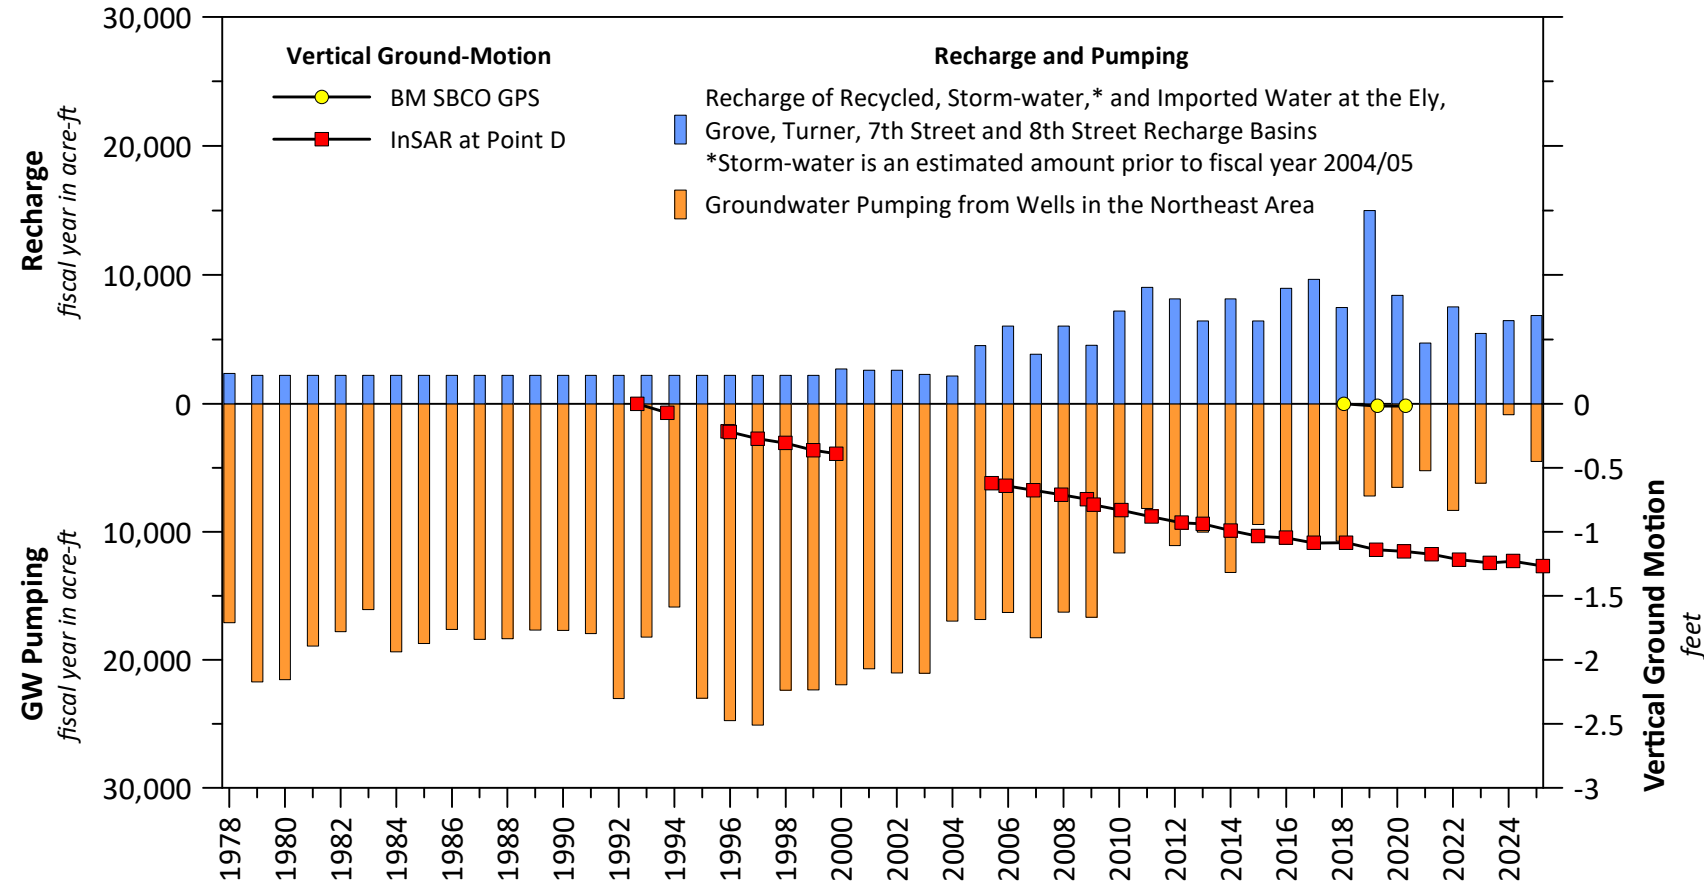 Vertical Ground-Motion
BM SBCO GPS
InSAR at Point D
Recharge and Pumping
Recharge of Recycled, Storm-water,* and Imported Water at the Ely,
Grove, Turner, 7th Street and 8th Street Recharge Basins
*Storm-water is an estimated amount prior to fiscal year 2004/05
Groundwater Pumping from Wells in the Northeast Area
Recharge
fiscal year in acre-ft
GW Pumping
fiscal year in acre-ft
30,000
20,000
10,000
0
10,000
20,000
30,000
0
-0.5
-1
-1.5
-2
-2.5
-3
Vertical Ground Motion
feet
1978
1980
1982
1984
1986
1988
1990
1992
1994
1996
1998
2000
2002
2004
2006
2008
2010
2012
2014
2016
2018
2020
2022
2024